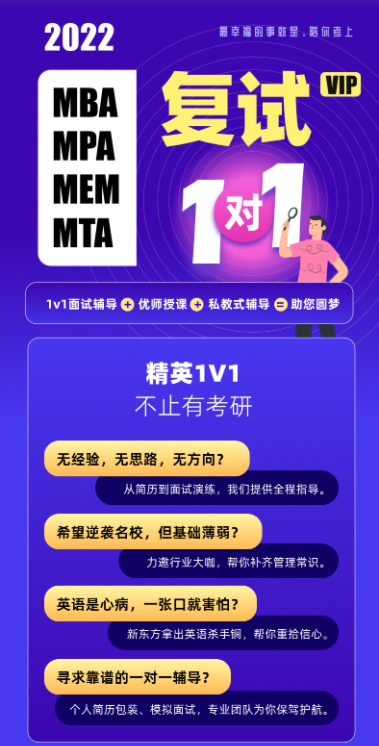 2022
最幸福的事就是,陪你考上
MBA
MPA
MEM
MTA
复试
VIP
1对1
1v1面试辅导+优师授课+私教式辅导=助您圆梦
精英1V1
不止有考研
无经验,无思路,无方向?
从简历到面试演练,我们提供全程指导。
希望逆袭名校,但基础薄弱?
力邀行业大咖,帮你补齐管理常识。
英语是心病,一张口就害怕?
新东方拿出英语杀手锏,帮你重拾信心。
寻求靠谱的一对一辅导?
个人简历包装、模拟面试,专业团队为你保驾护航。